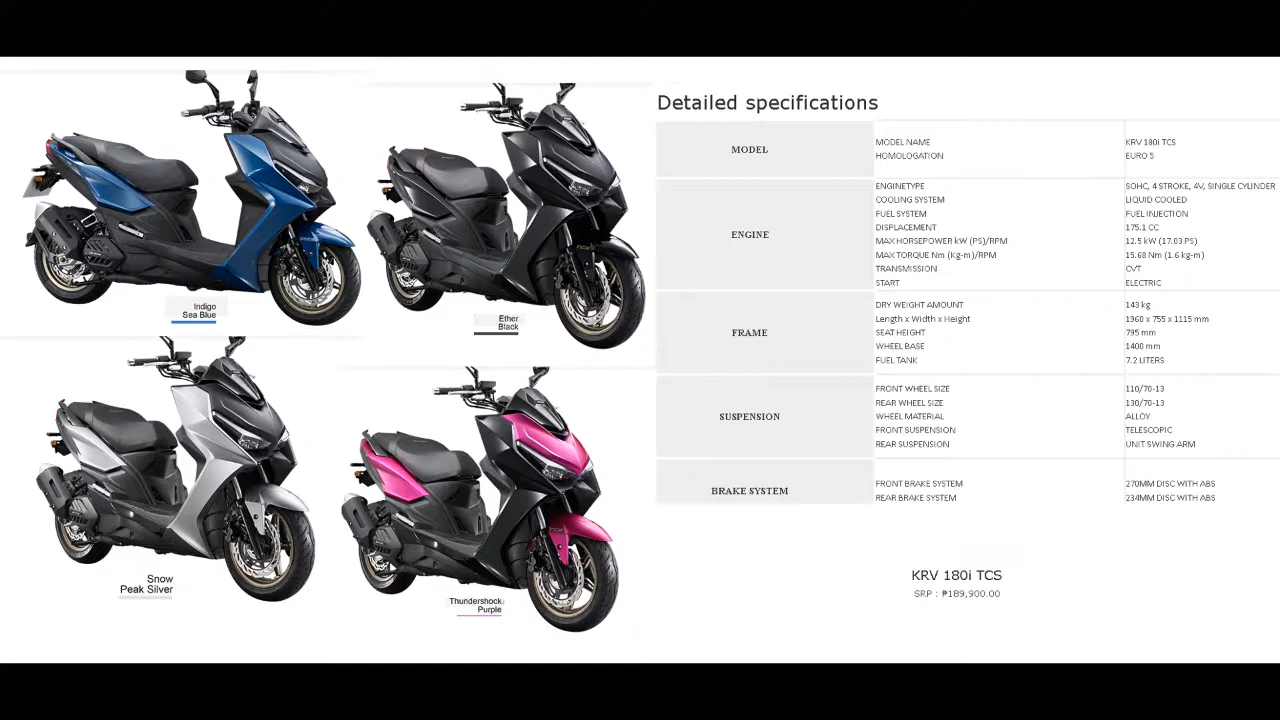 Indigo
Sea Blue
Ether
Black
Snow
Peak Silver
Thundershock
Purple
Detailed specifications
MODEL
MODEL NAME KRV 180i TCS
HOMOLOGATION EURO 5
ENGINE
ENGINETYPE SOHC, 4 STROKE, 4V, SINGLE CYLINDER
COOLING SYSTEM LIQUID COOLED
FUEL SYSTEM FUEL INJECTION
DISPLACEMENT 175.1 CC
MAX HORSEPOWER kW (PS)/RPM 12.5 kW (17.03 PS)
MAX TORQUE Nm (Kg-m)/RPM 15.68 Nm (1.6 kg-m)
TRANSMISSION CVT
START ELECTRIC
FRAME
DRY WEIGHT AMOUNT 143 kg
Length x Width x Height 1960 x 755 x 1115 mm
SEAT HEIGHT 795 mm
WHEEL BASE 1400 mm
FUEL TANK 7.2 LITERS
SUSPENSION
FRONT WHEEL SIZE 110/70-13
REAR WHEEL SIZE 130/70-13
WHEEL MATERIAL ALLOY
FRONT SUSPENSION TELESCOPIC
REAR SUSPENSION UNIT SWING ARM
BRAKE SYSTEM
FRONT BRAKE SYSTEM 270MM DISC WITH ABS
REAR BRAKE SYSTEM 234MM DISC WITH ABS
KRV 180i TCS
SRP : ₱189,900.00